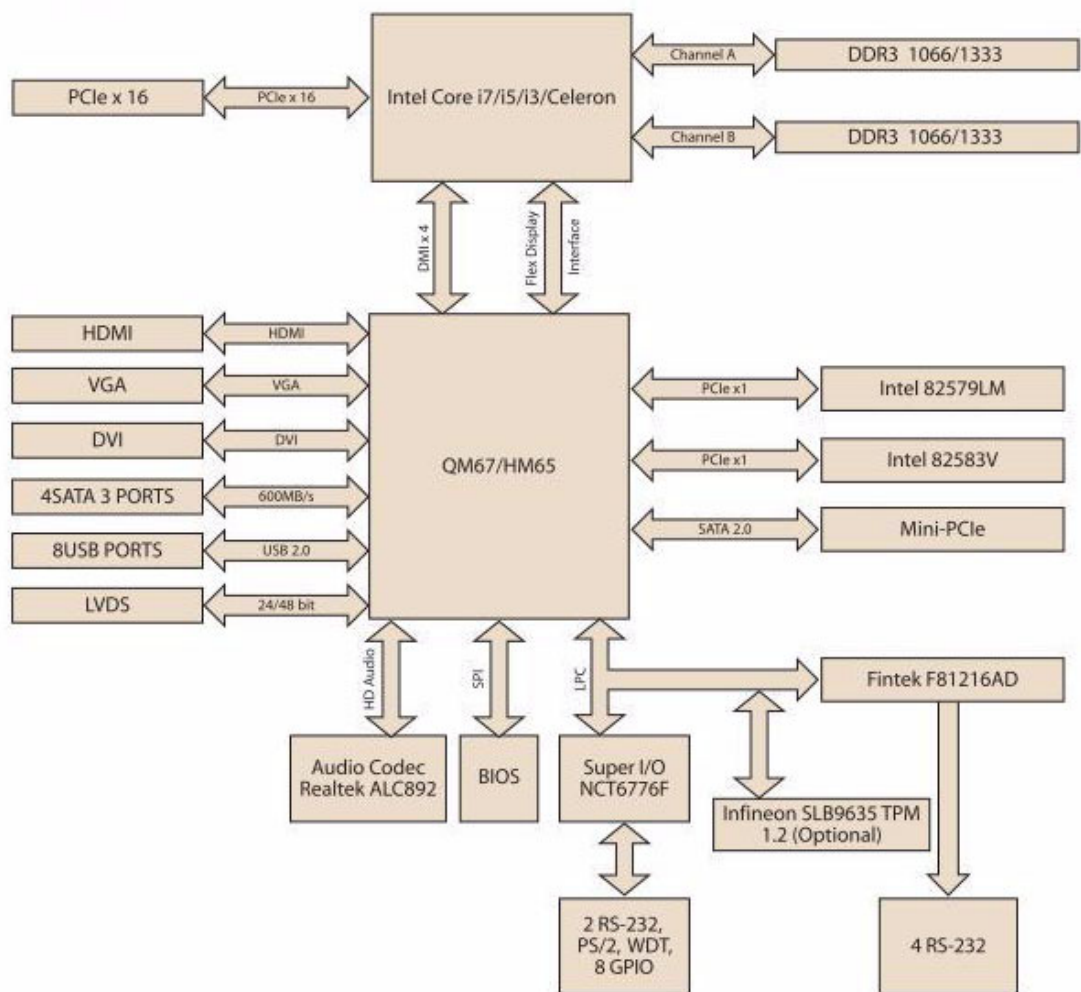 PCIe x 16
PCIe x 16
Intel Core i7/i5/i3/Celeron
Channel A
DDR3 1066/1333
Channel B
DDR3 1066/1333
DMI x 4
Flex Display
Interface
HDMI
HDMI
VGA
VGA
DVI
DVI
4SATA 3 PORTS
600MB/s
8USB PORTS
USB 2.0
LVDS
24/48 bit
QM67/HM65
PCIe x1
Intel 82579LM
PCIe x1
Intel 82583V
SATA 2.0
Mini-PCIe
HD Audio
SPI
LPC
Fintek F81216AD
Audio Codec
Realtek ALC892
BIOS
Super I/O
NCT6776F
Infineon SLB9635 TPM
1.2 (Optional)
2 RS-232,
PS/2, WDT,
8 GPIO
4 RS-232